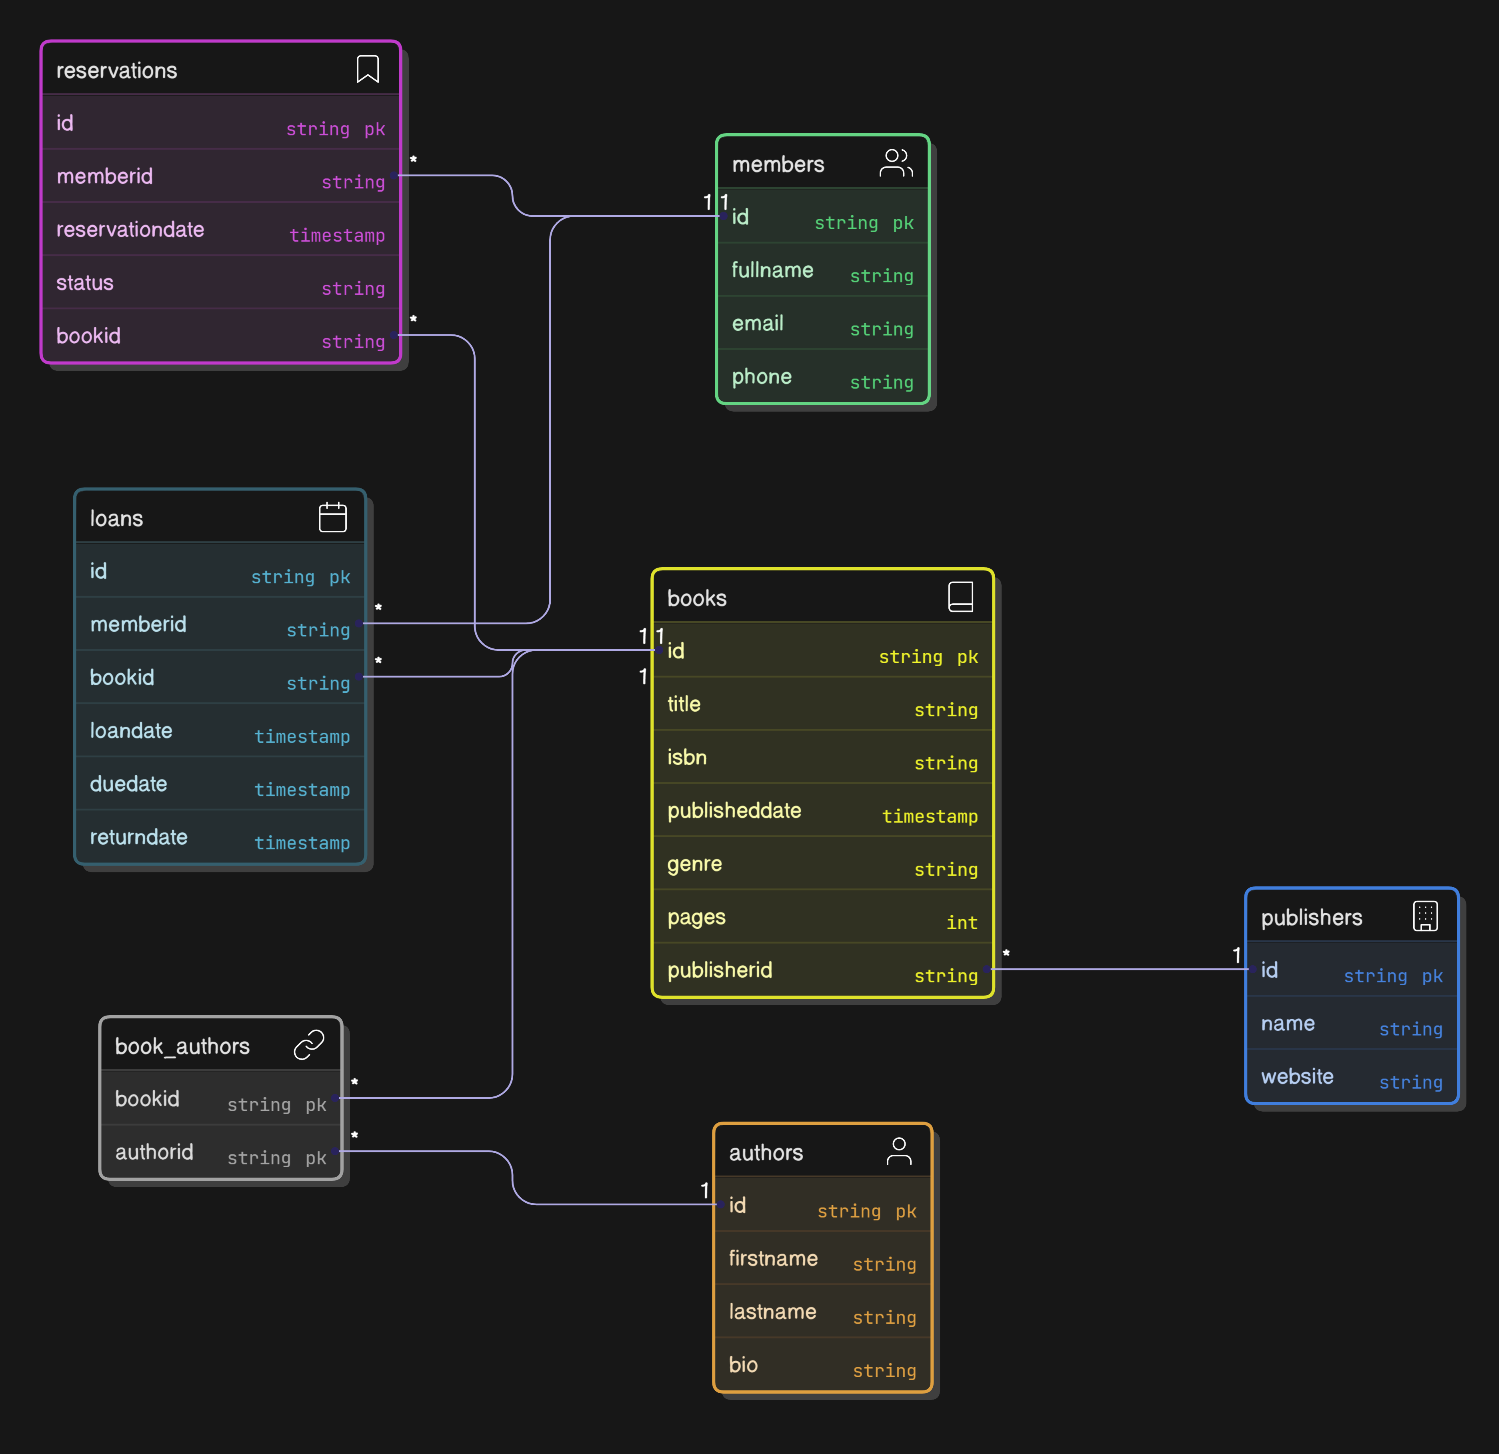 reservations
id string pk
memberid string
reservationdate timestamp
status string
bookid string
*
*
members
id string pk
fullname string
email string
phone string
1 1
loans
id string pk
memberid string
bookid string
loandate timestamp
duedate timestamp
returndate timestamp
*
*
books
id string pk
title string
isbn string
publisheddate timestamp
genre string
pages int
publisherid string
1 1
1
*
publishers
id string pk
name string
website string
1
book_authors
bookid string pk
authorid string pk
*
*
authors
id string pk
firstname string
lastname string
bio string
1